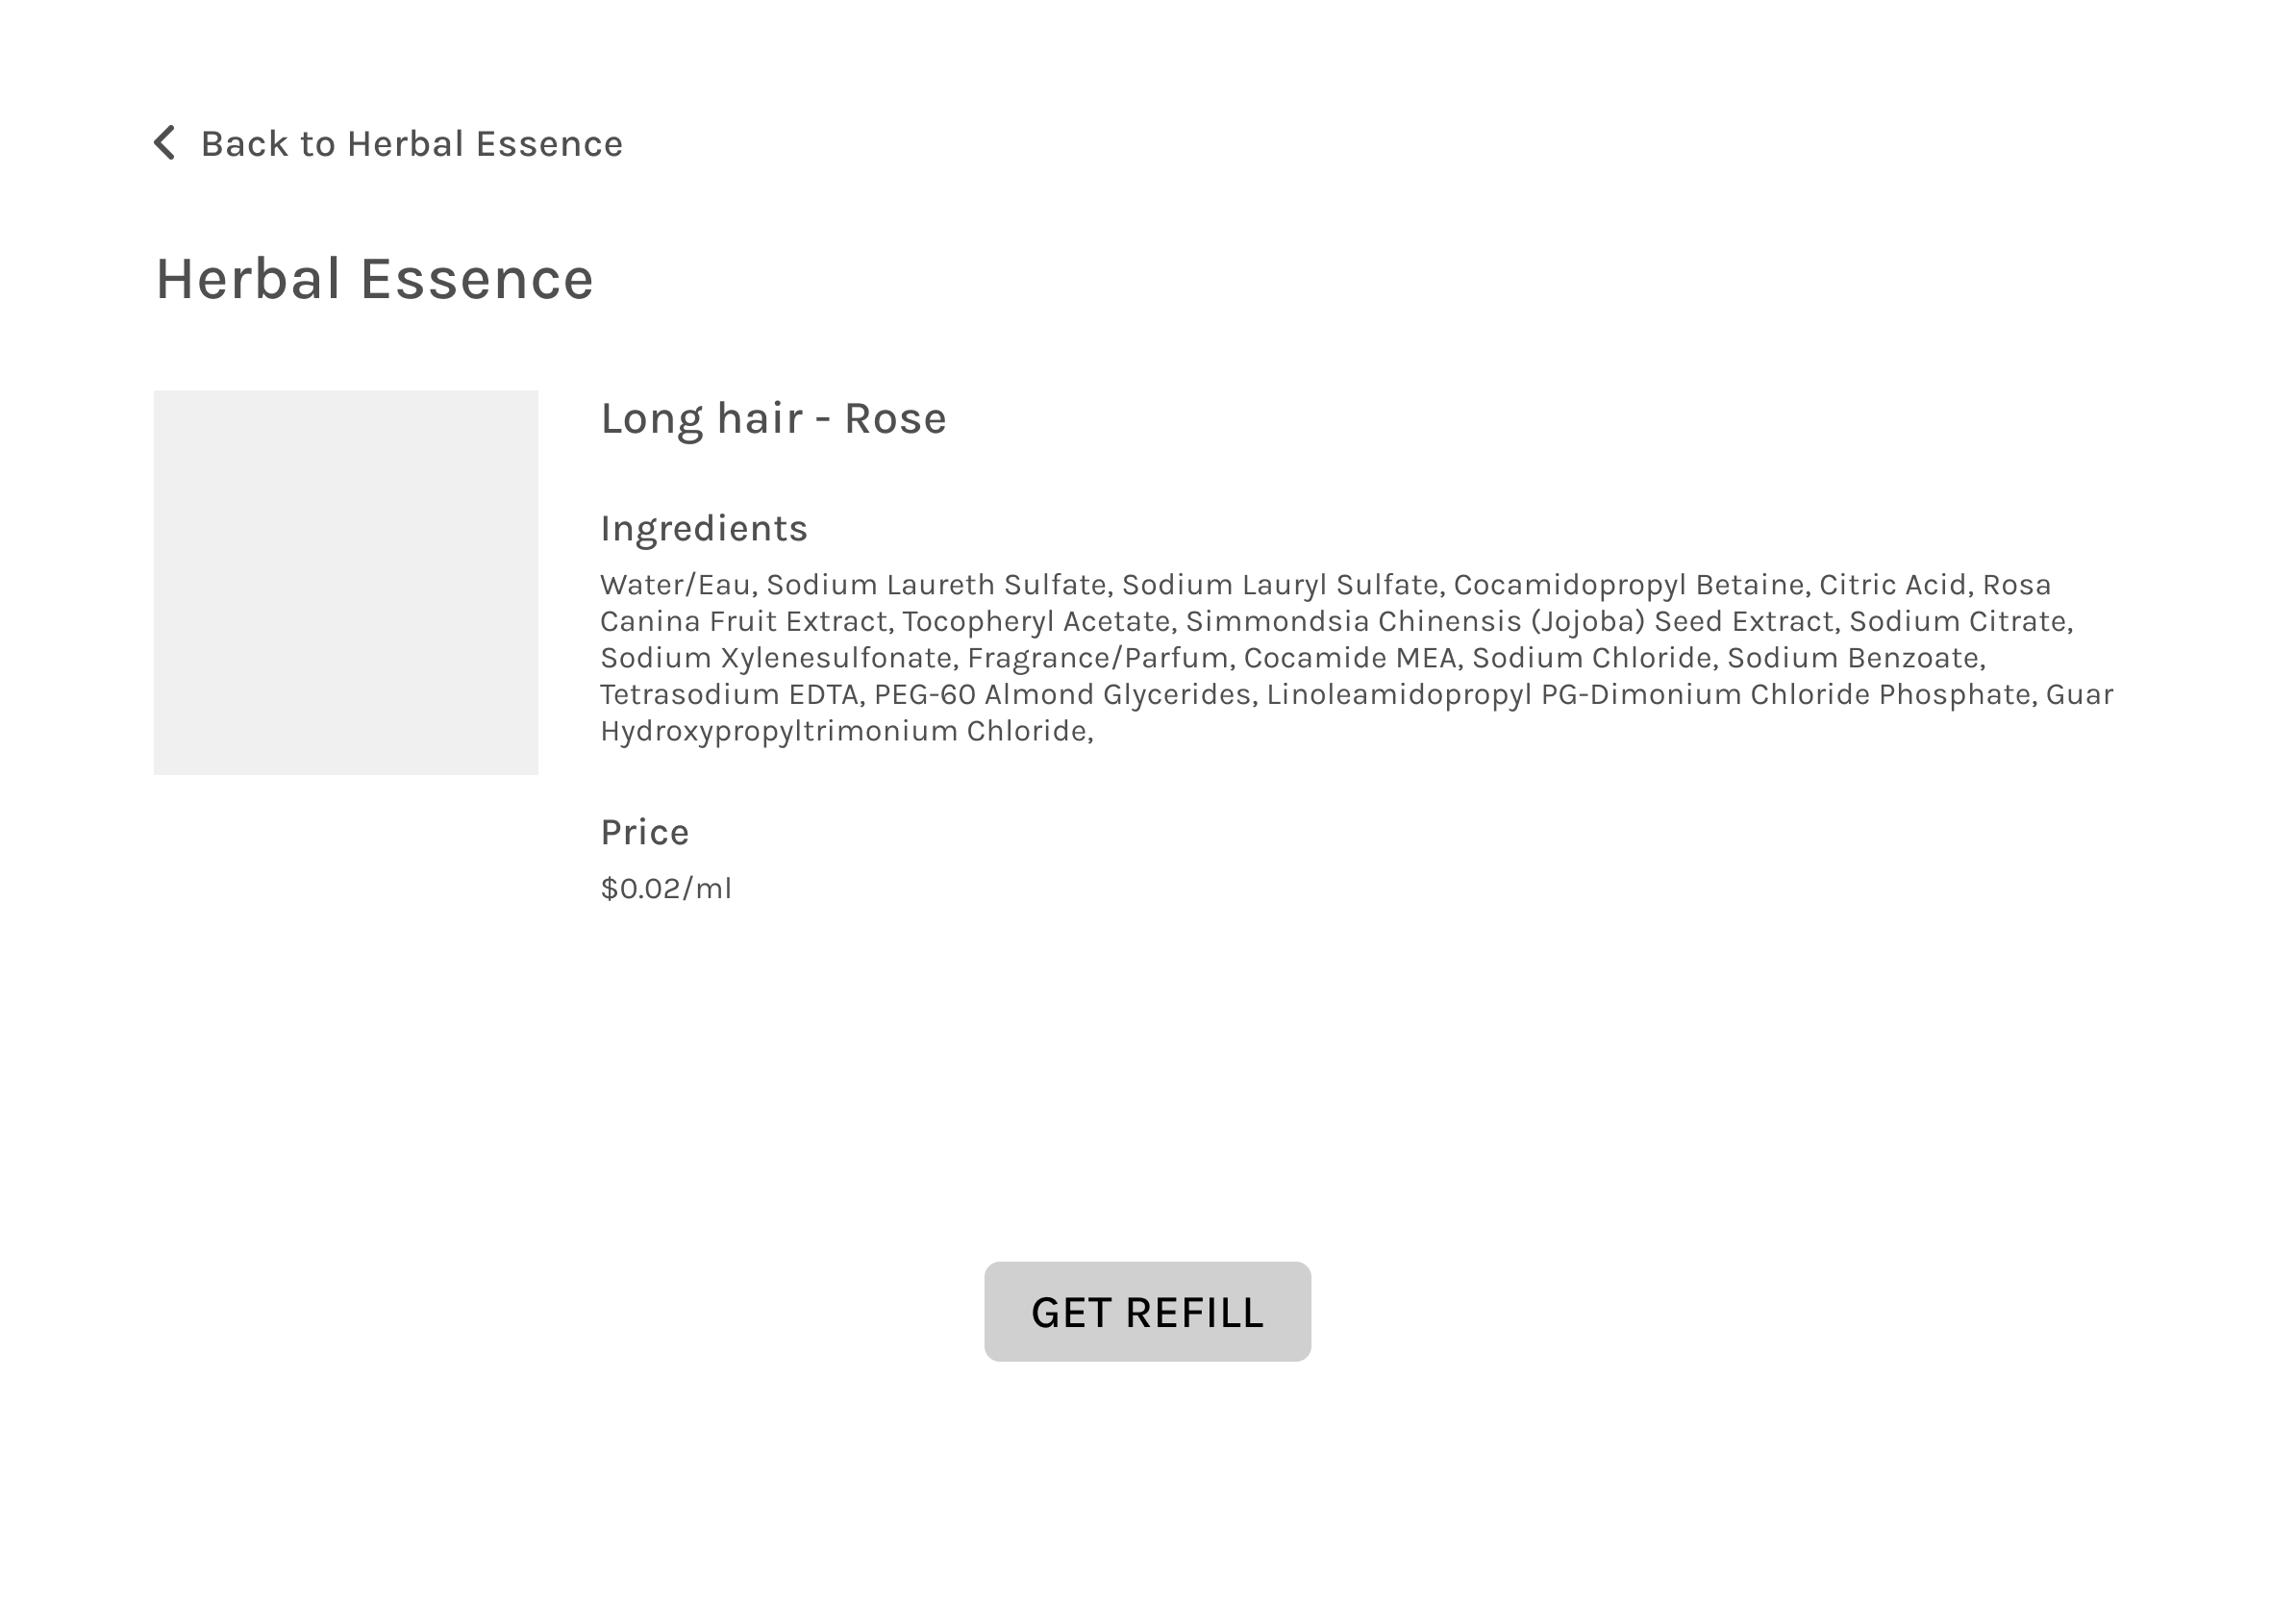 Back to Herbal Essence
Herbal Essence
Long hair - Rose
Ingredients
Water/Eau, Sodium Laureth Sulfate, Sodium Lauryl Sulfate, Cocamidopropyl Betaine, Citric Acid, Rosa
Canina Fruit Extract, Tocopheryl Acetate, Simmondsia Chinensis (Jojoba) Seed Extract, Sodium Citrate,
Sodium Xylenesulfonate, Fragrance/Parfum, Cocamide MEA, Sodium Chloride, Sodium Benzoate,
Tetrasodium EDTA, PEG-60 Almond Glycerides, Linoleamidopropyl PG-Dimonium Chloride Phosphate, Guar
Hydroxypropyltrimonium Chloride,
Price
$0.02/ml
GET REFILL